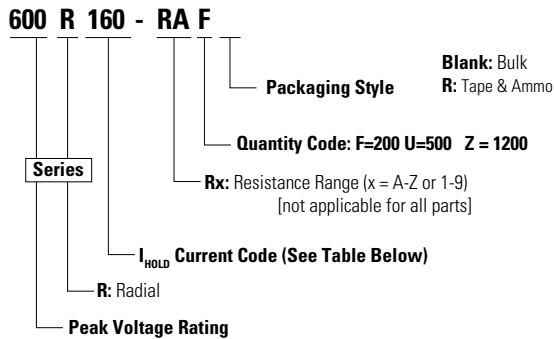 600 R 160 - RA F
Blank: Bulk
Packaging Style
R: Tape & Ammo
Quantity Code: F=200 U=500 Z = 1200
Series
Rx: Resistance Range (x = A-Z or 1-9)
[not applicable for all parts]
IHOLD Current Code (See Table Below)
R: Radial
Peak Voltage Rating